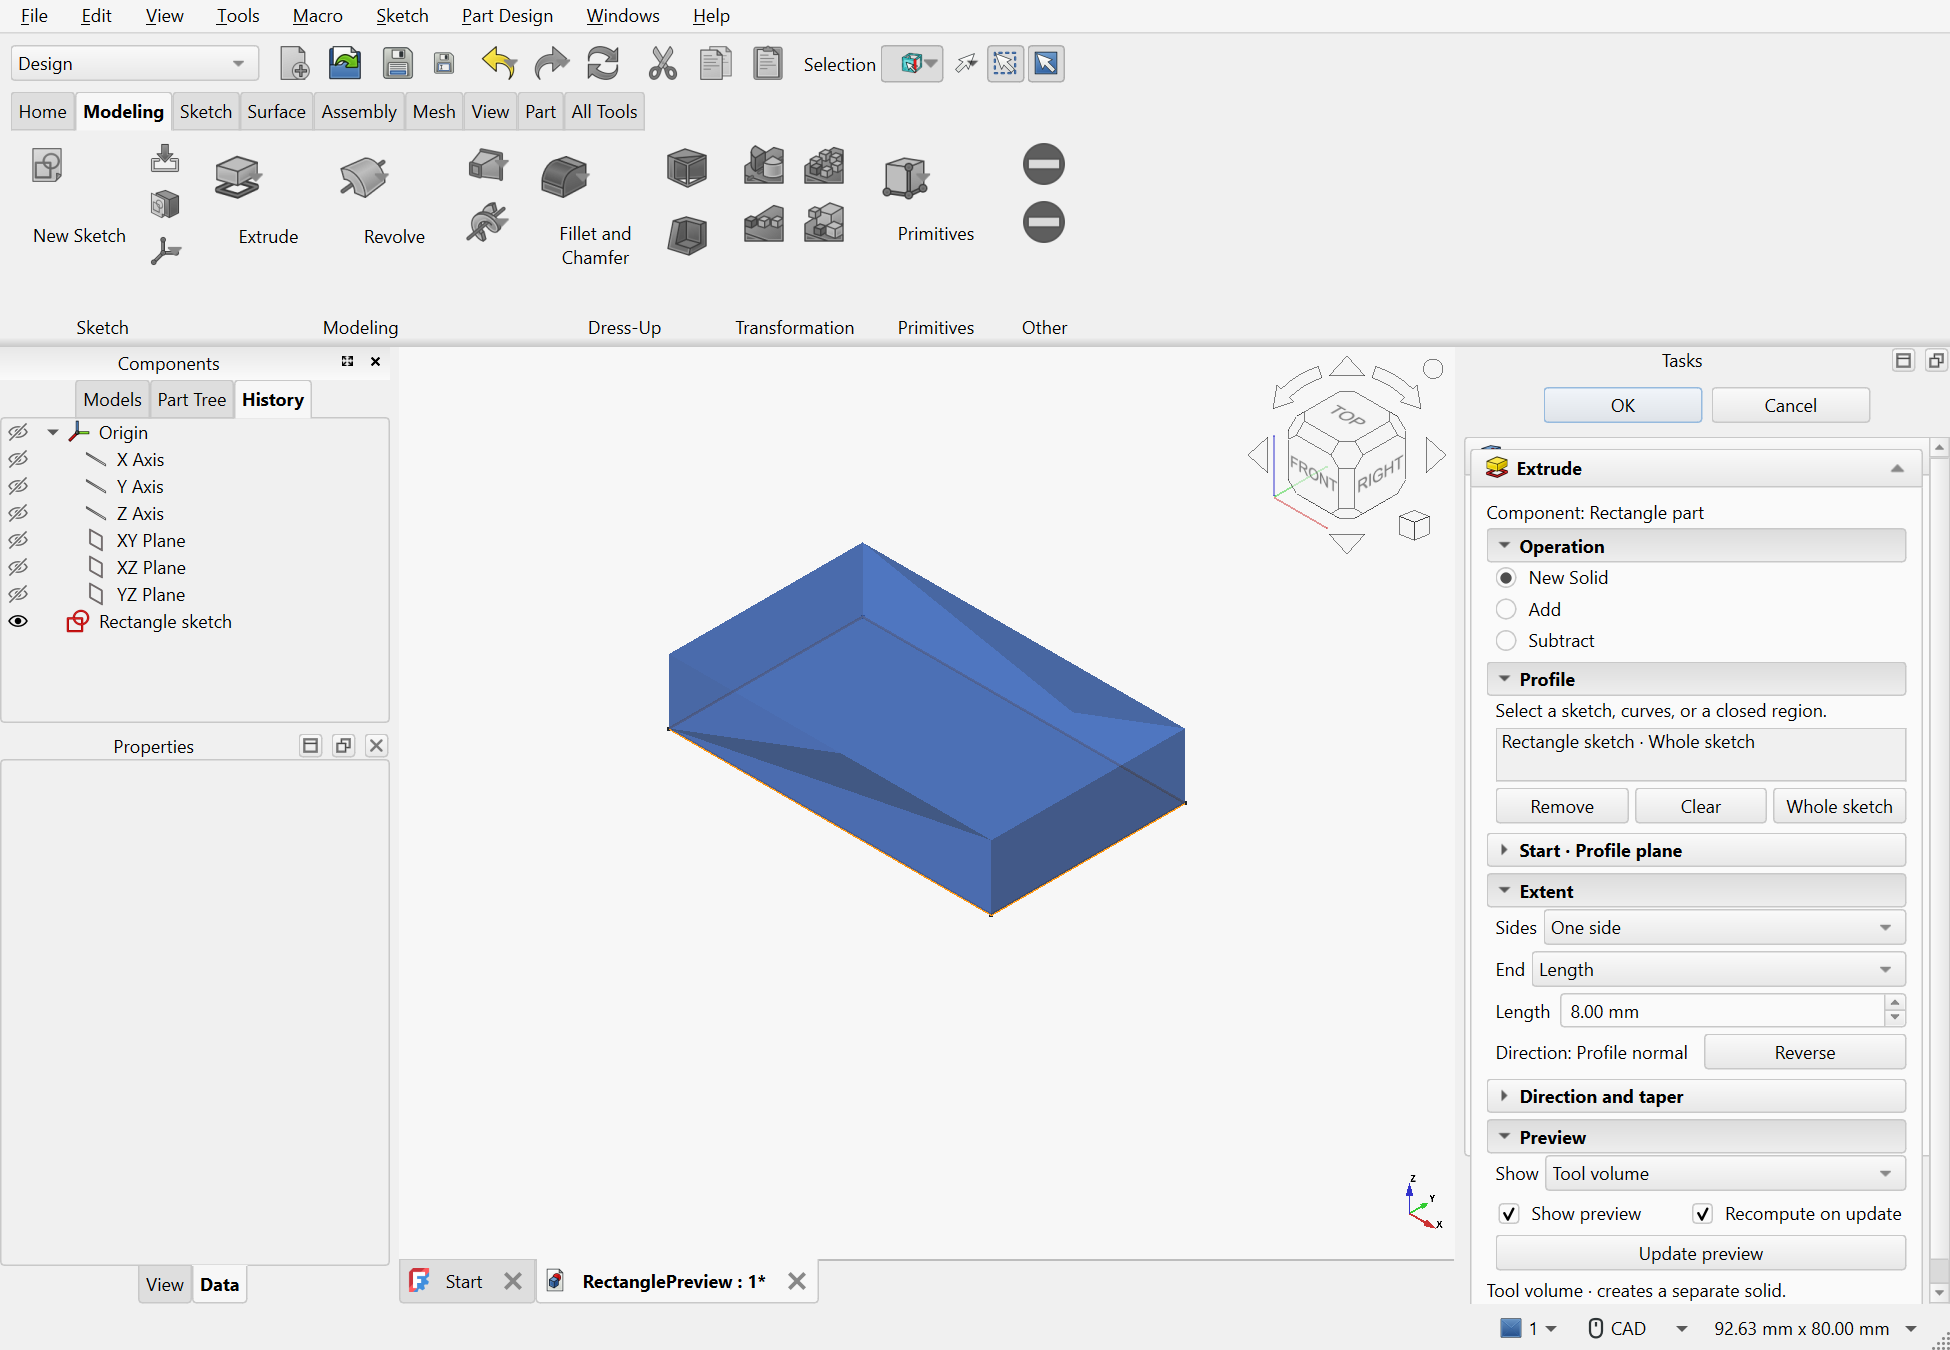 File Edit View Tools Macro Sketch Part Design Windows Help
Design Selection
Home Modeling Sketch Surface Assembly Mesh View Part All Tools
New Sketch Extrude Revolve Fillet and Chamfer Primitives
Sketch Modeling Dress-Up Transformation Primitives Other
Components
Models Part Tree History
Origin
X Axis
Y Axis
Z Axis
XY Plane
XZ Plane
YZ Plane
Rectangle sketch
Properties
View Data
TOP
FRONT RIGHT
Z
Y
X
Start RectanglePreview : 1*
Tasks
OK Cancel
Extrude
Component: Rectangle part
Operation
New Solid
Add
Subtract
Profile
Select a sketch, curves, or a closed region.
Rectangle sketch · Whole sketch
Remove Clear Whole sketch
Start · Profile plane
Extent
Sides One side
End Length
Length 8.00 mm
Direction: Profile normal Reverse
Direction and taper
Preview
Show Tool volume
Show preview Recompute on update
Update preview
Tool volume · creates a separate solid.
1 CAD 92.63 mm x 80.00 mm